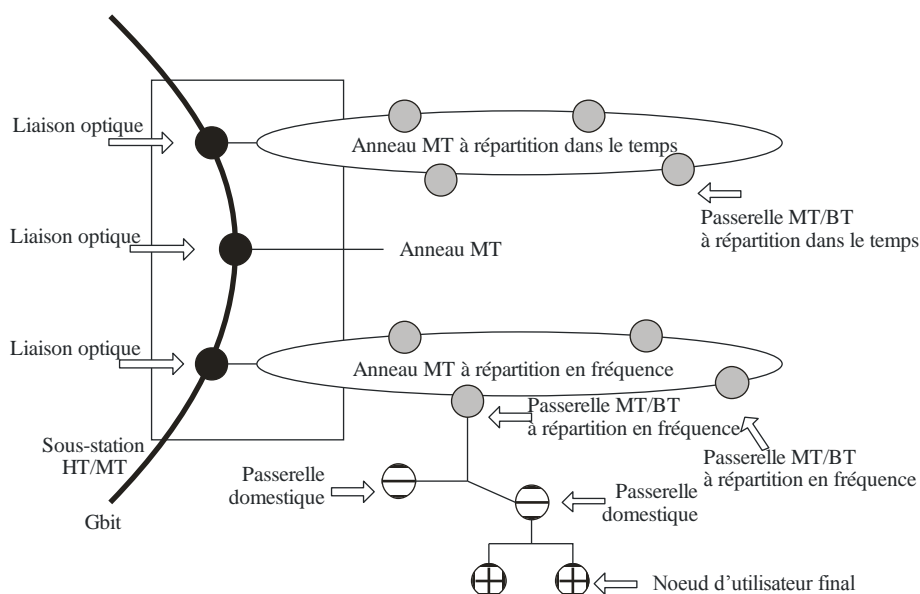 Liaison optique
Anneau MT à répartition dans le temps
Passerelle MT/BT
à répartition dans le temps
Liaison optique
Anneau MT
Liaison optique
Anneau MT à répartition en fréquence
Passerelle MT/BT
à répartition en fréquence
Passerelle MT/BT
à répartition en fréquence
Sous-station
HT/MT
Passerelle
domestique
Passerelle
domestique
Gbit
Noeud d'utilisateur final